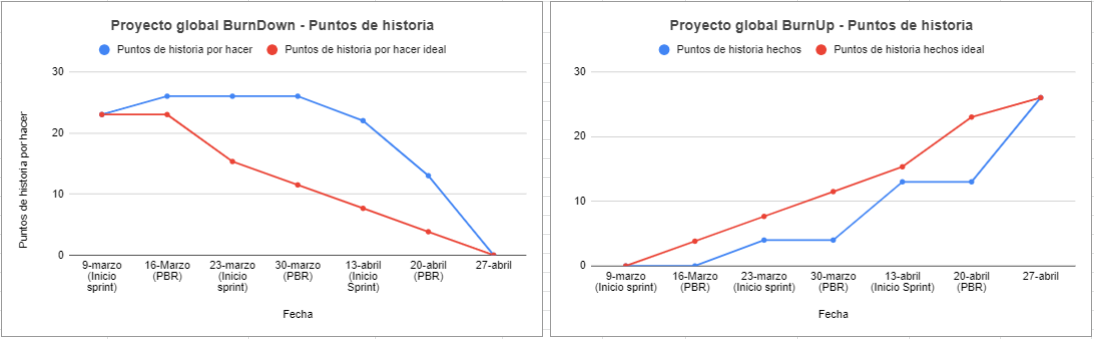 Proyecto global BurnDown - Puntos de historia
Puntos de historia por hacer
Puntos de historia por hacer ideal
Puntos de historia por hacer
30
20
10
0
9-marzo
(Inicio
sprint)
16-Marzo
(PBR)
23-marzo
(Inicio
sprint)
30-marzo
(PBR)
13-abril
(Inicio
Sprint)
20-abril
(PBR)
27-abril
Fecha
Proyecto global BurnUp - Puntos de historia
Puntos de historia hechos
Puntos de historia hechos ideal
30
20
10
0
9-marzo
(Inicio sprint)
16-Marzo
(PBR)
23-marzo
(Inicio sprint)
30-marzo
(PBR)
13-abril
(Inicio Sprint)
20-abril
(PBR)
27-abril
Fecha